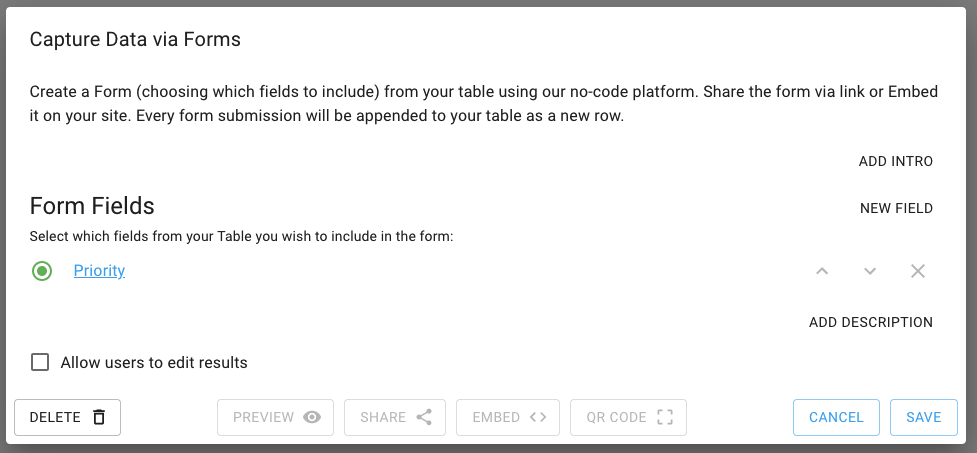 Capture Data via Forms
Create a Form (choosing which fields to include) from your table using our no-code platform. Share the form via link or Embed
it on your site. Every form submission will be appended to your table as a new row.
ADD INTRO
Form Fields
NEW FIELD
Select which fields from your Table you wish to include in the form:
Priority
ADD DESCRIPTION
Allow users to edit results
DELETE PREVIEW SHARE EMBED QR CODE CANCEL SAVE